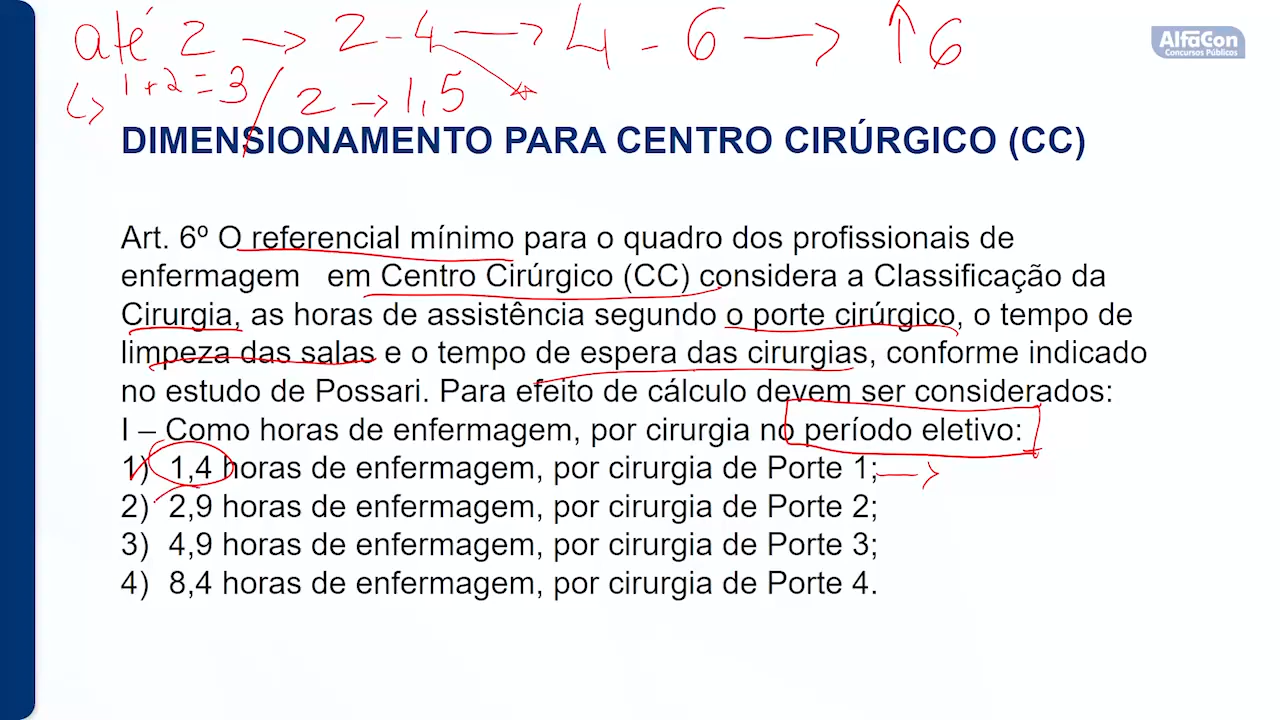 até 2 → 2 - 4 → 4 - 6 → ↑ 6
AlfaCon
Concursos Públicos
↳ 1 + 2 = 3 / 2 → 1,5
DIMENSIONAMENTO PARA CENTRO CIRÚRGICO (CC)
Art. 6º O referencial mínimo para o quadro dos profissionais de
enfermagem em Centro Cirúrgico (CC) considera a Classificação da
Cirurgia, as horas de assistência segundo o porte cirúrgico, o tempo de
limpeza das salas e o tempo de espera das cirurgias, conforme indicado
no estudo de Possari. Para efeito de cálculo devem ser considerados:
I – Como horas de enfermagem, por cirurgia no período eletivo:
1) 1,4 horas de enfermagem, por cirurgia de Porte 1; →
2) 2,9 horas de enfermagem, por cirurgia de Porte 2;
3) 4,9 horas de enfermagem, por cirurgia de Porte 3;
4) 8,4 horas de enfermagem, por cirurgia de Porte 4.